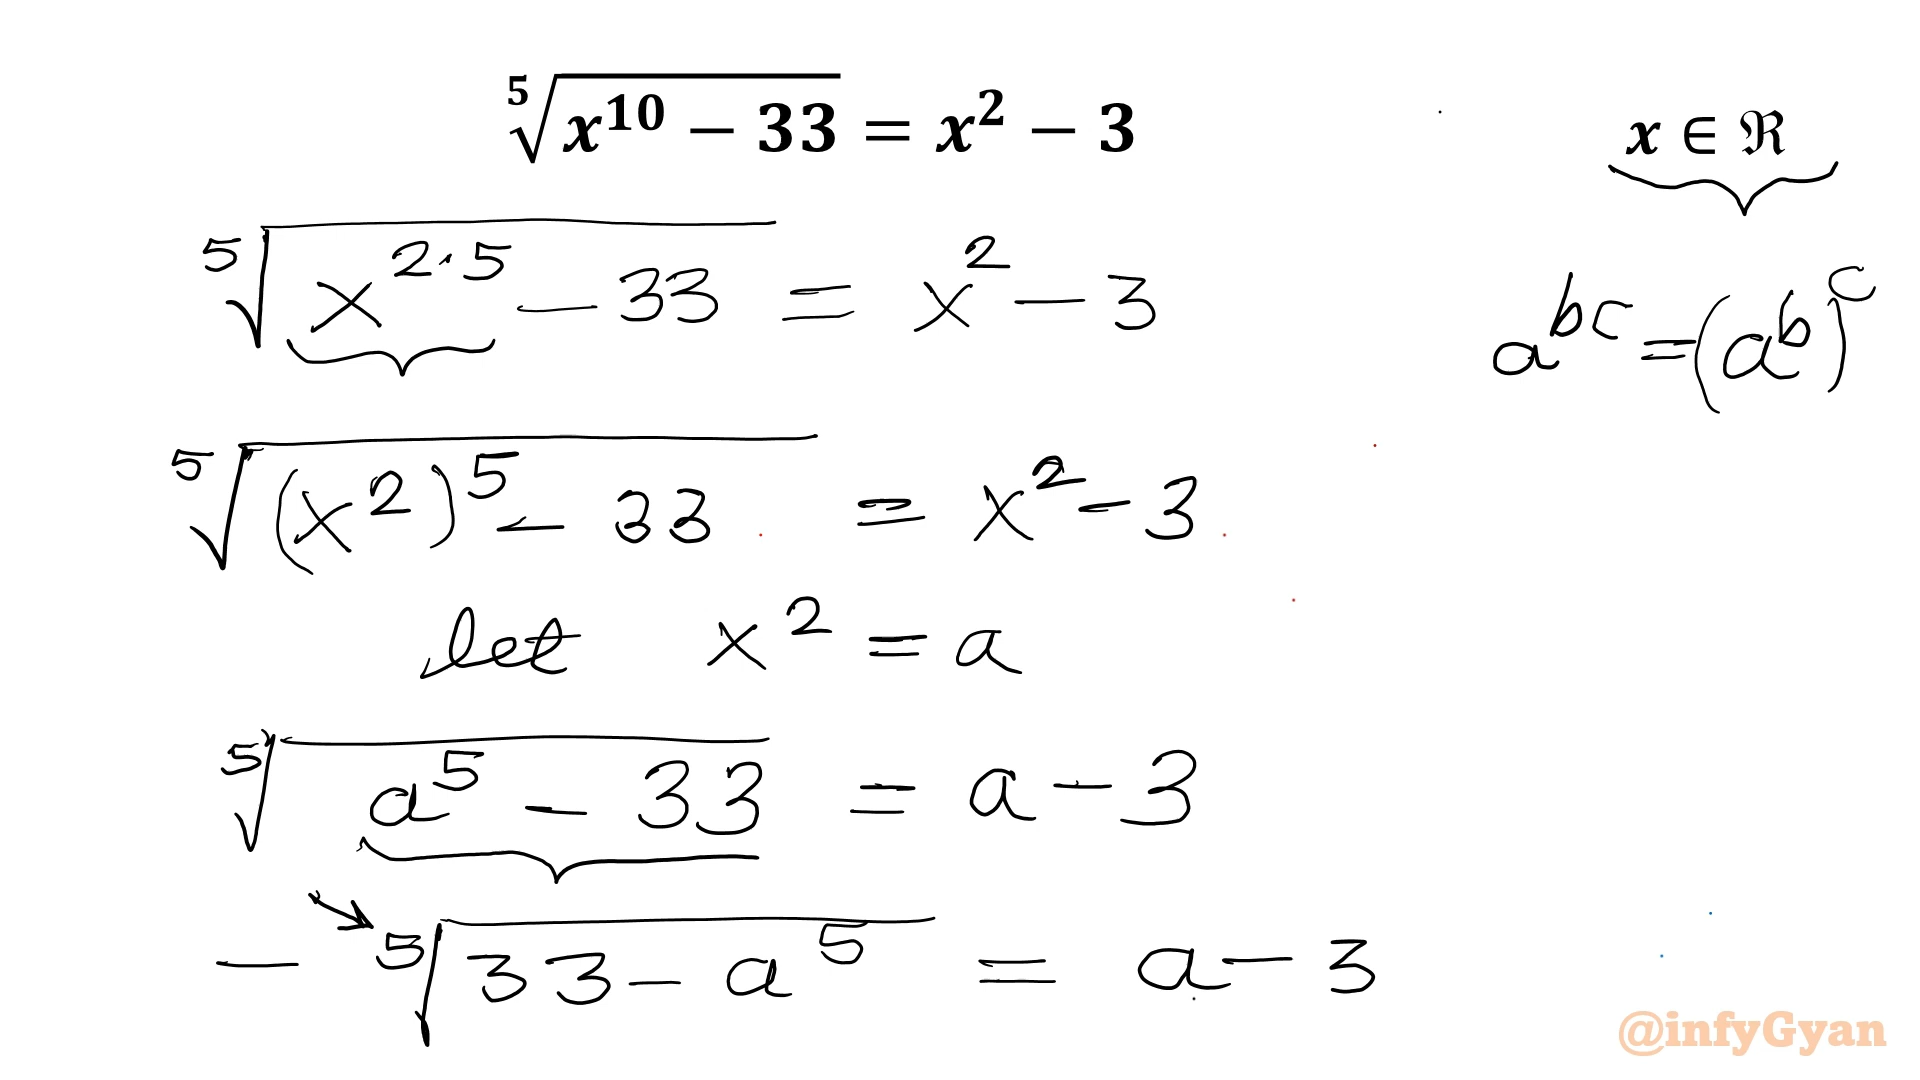 ⁵√(x¹⁰ − 33) = x² − 3
x ∈ ℜ
⁵√(x^(2·5) − 33) = x² − 3
a^(bc) = (a^b)^c
⁵√((x²)⁵ − 33) = x² − 3
let x² = a
⁵√(a⁵ − 33) = a − 3
− ⁵√(33 − a⁵) = a − 3
@infyGyan